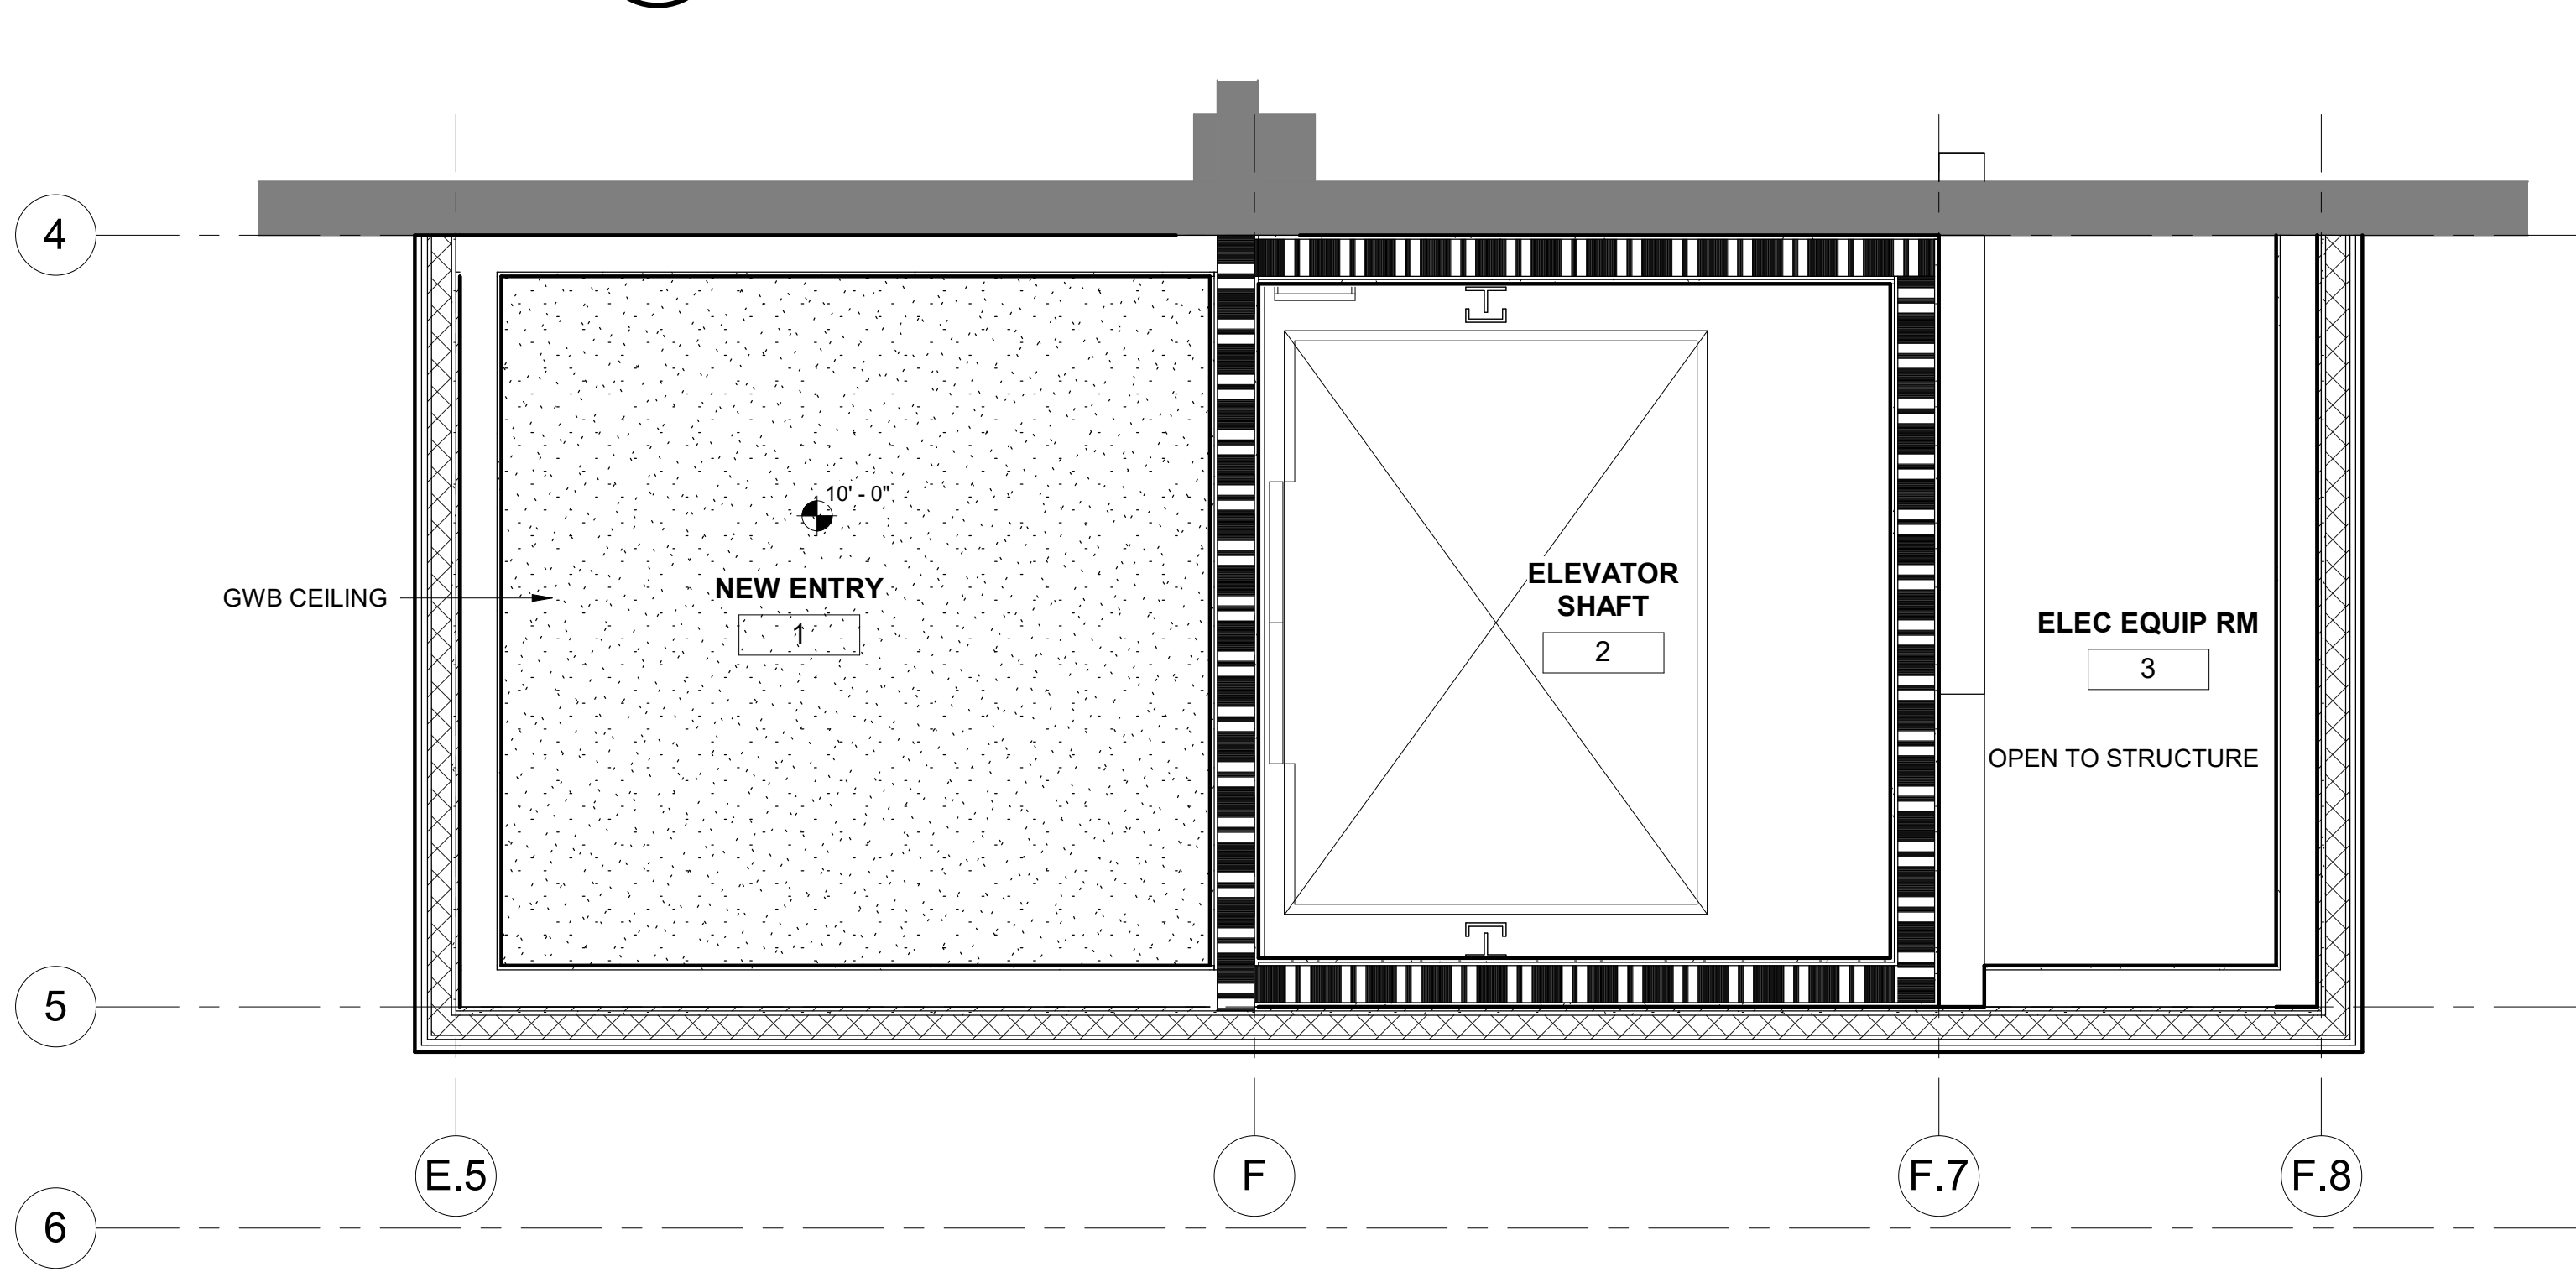 4
10' - 0"
NEW ENTRY
1
GWB CEILING
ELEVATOR
SHAFT
2
ELEC EQUIP RM
3
OPEN TO STRUCTURE
5
E.5
F
F.7
F.8
6